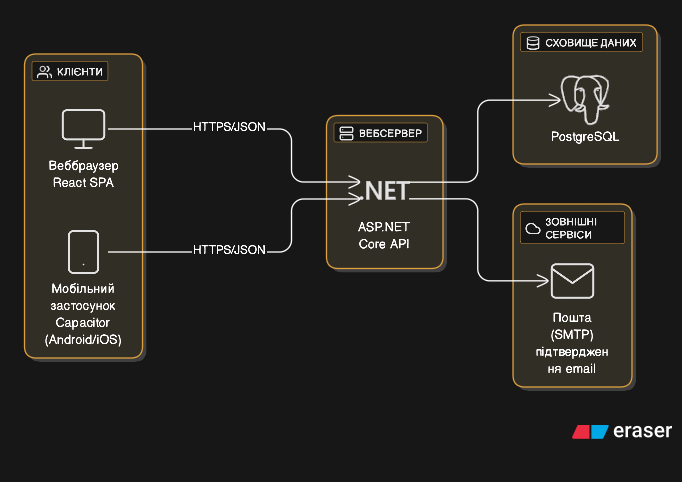 КЛІЄНТИ
Веббраузер
React SPA
Мобільний
застосунок
Capacitor
(Android/iOS)
HTTPS/JSON
HTTPS/JSON
ВЕБСЕРВЕР
.NET
ASP.NET
Core API
СХОВИЩЕ ДАНИХ
PostgreSQL
ЗОВНІШНІ
СЕРВІСИ
Пошта
(SMTP)
підтверджен
ня email
eraser